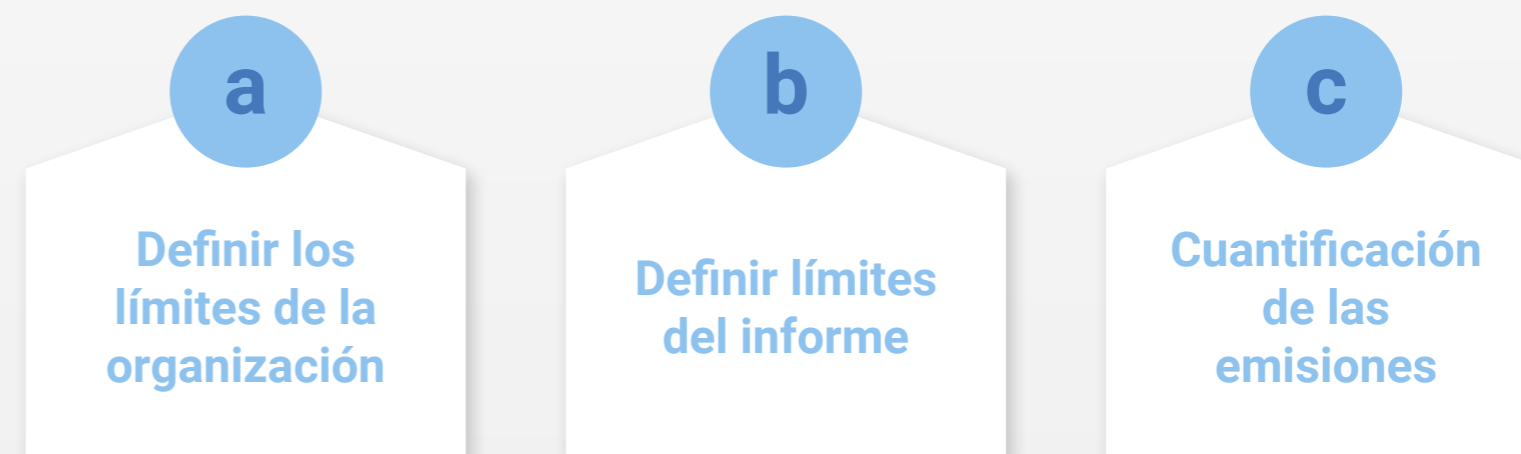 a
Definir los
límites de la
organización
b
Definir límites
del informe
c
Cuantificación
de las
emisiones